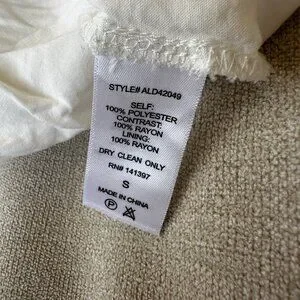 STYLE# ALD42049
SELF:
100% POLYESTER
CONTRAST:
100% RAYON
LINING:
100% RAYON
DRY CLEAN ONLY
RN# 141397
S
MADE IN CHINA
P